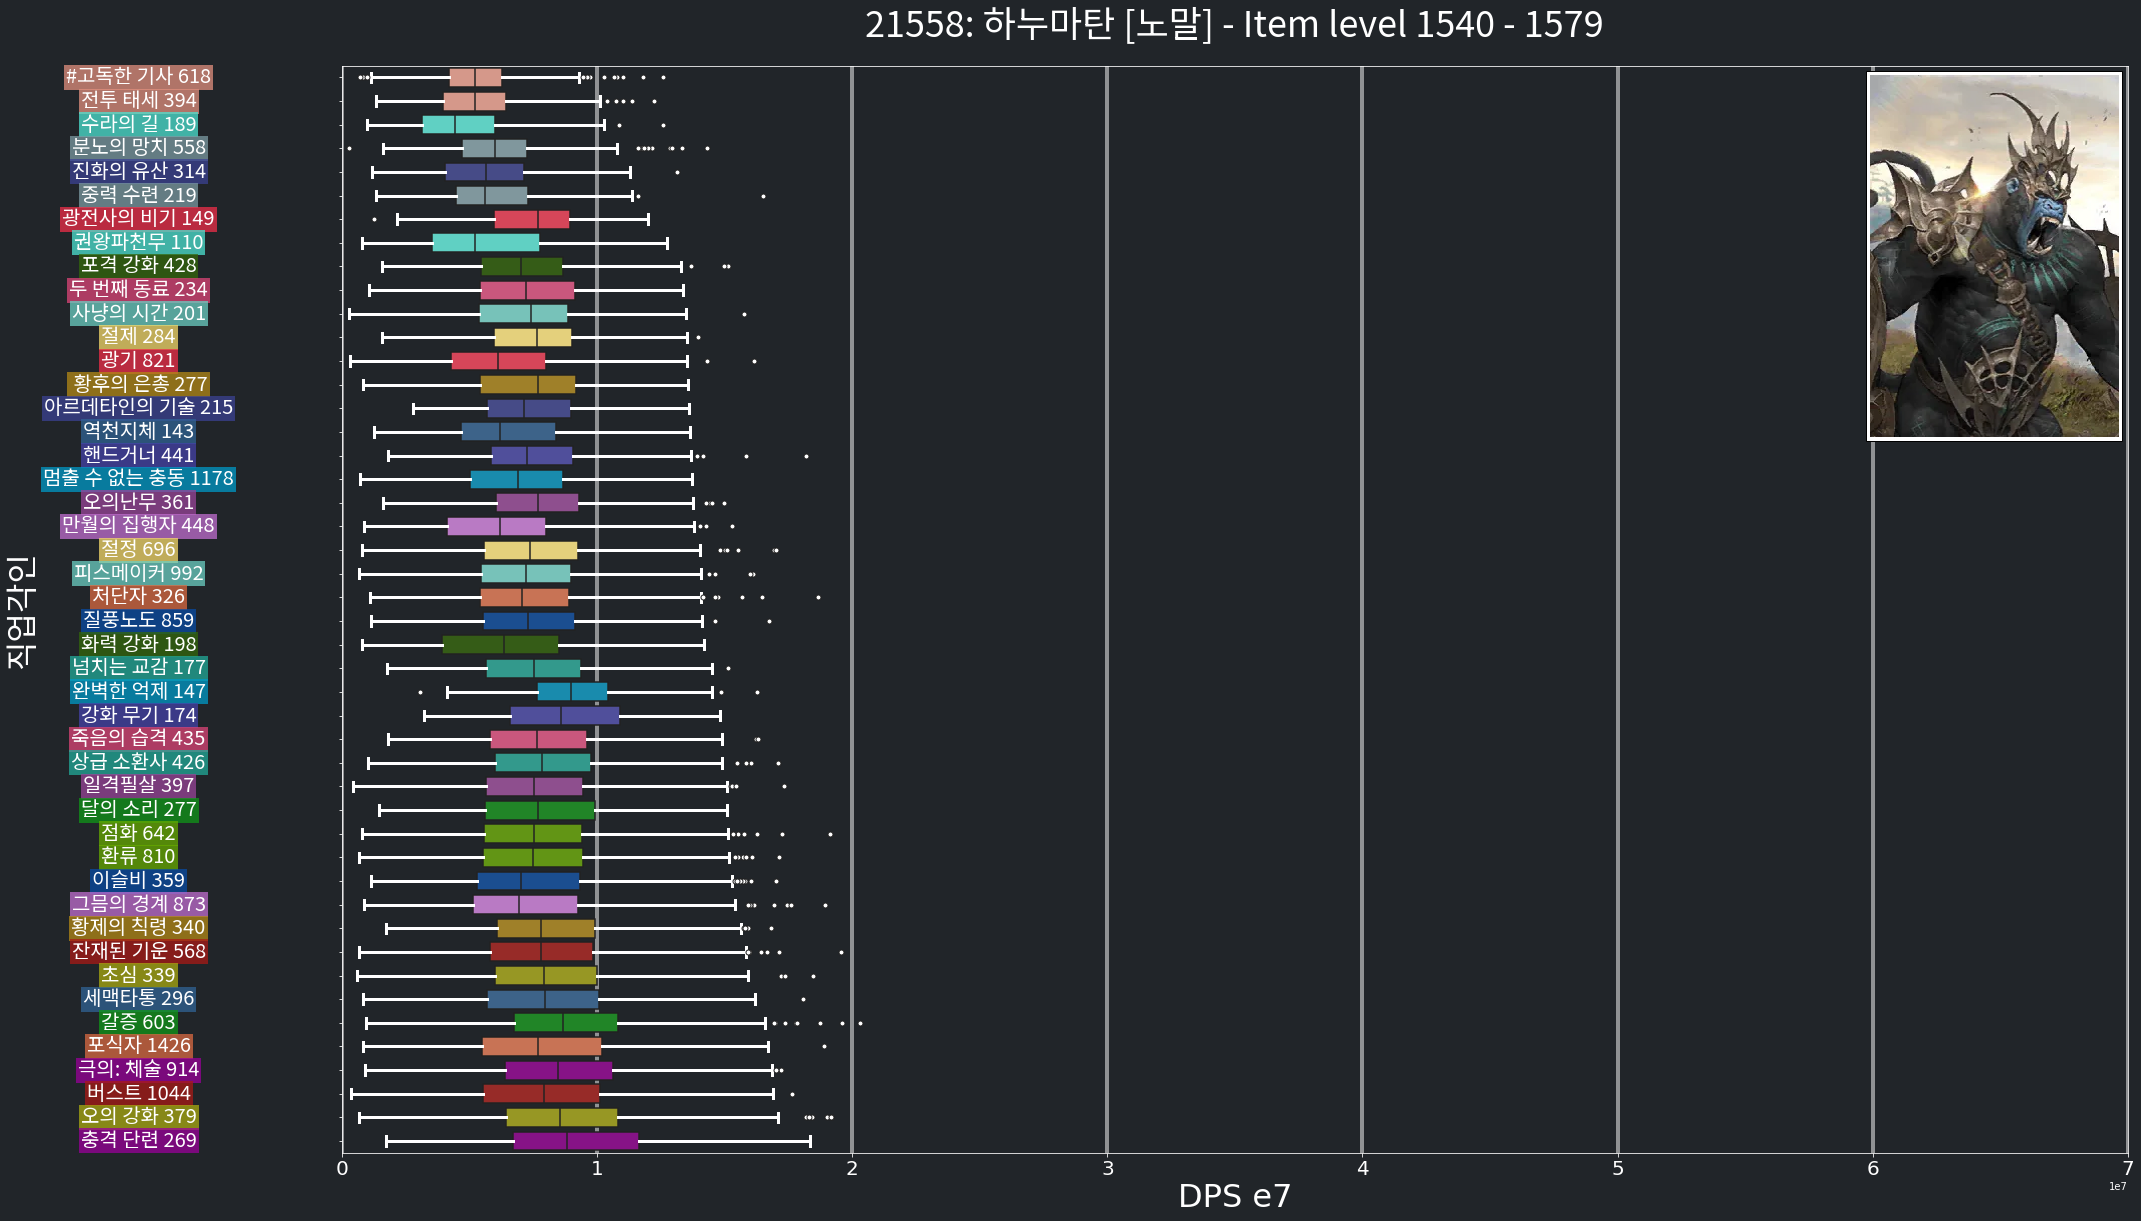 21558: 하누마탄 [노말] - Item level 1540 - 1579
#고독한 기사 618
전투 태세 394
수라의 길 189
분노의 망치 558
진화의 유산 314
중력 수련 219
광전사의 비기 149
권왕파천무 110
포격 강화 428
두 번째 동료 234
사냥의 시간 201
절제 284
광기 821
황후의 은총 277
아르데타인의 기술 215
역천지체 143
핸드거너 441
멈출 수 없는 충동 1178
오의난무 361
만월의 집행자 448
절정 696
피스메이커 992
처단자 326
질풍노도 859
화력 강화 198
넘치는 교감 177
완벽한 억제 147
강화 무기 174
죽음의 습격 435
상급 소환사 426
일격필살 397
달의 소리 277
점화 642
환류 810
이슬비 359
그믐의 경계 873
황제의 칙령 340
잔재된 기운 568
초심 339
세맥타통 296
갈증 603
포식자 1426
극의: 체술 914
버스트 1044
오의 강화 379
충격 단련 269
직업각인
0 1 2 3 4 5 6 7
DPS e7
1e7